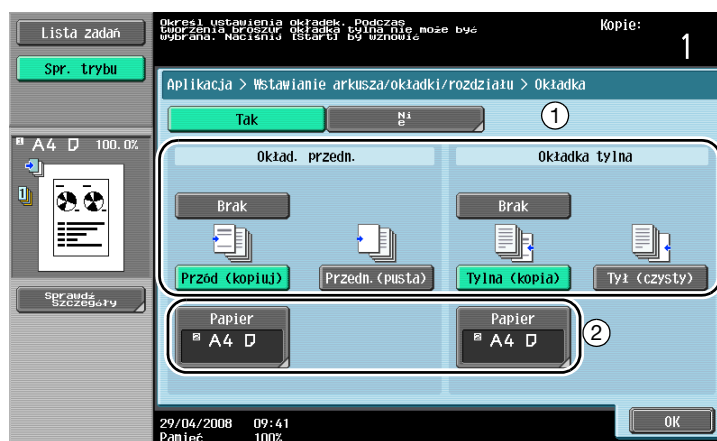 Lista zadań
Spr. trybu
A4 100.0%
Sprawdź
Szczegóły
Określ ustawienia okładek. Podczas
tworzenia broszur okładka tylna nie może być
wybrana. Naciśnij [Start] by wznowić
Kopie:
1
Aplikacja > Wstawianie arkusza/okładki/rozdziału > Okładka
Tak
Ni
e
1
Okład. przedn.
Okładka tylna
Brak
Brak
Przód (kopiuj)
Przedn.(pusta)
Tylna (kopia)
Tył (czysty)
Papier
2 A4
Papier
2 A4
2
29/04/2008 09:41
Pamięć 100%
OK